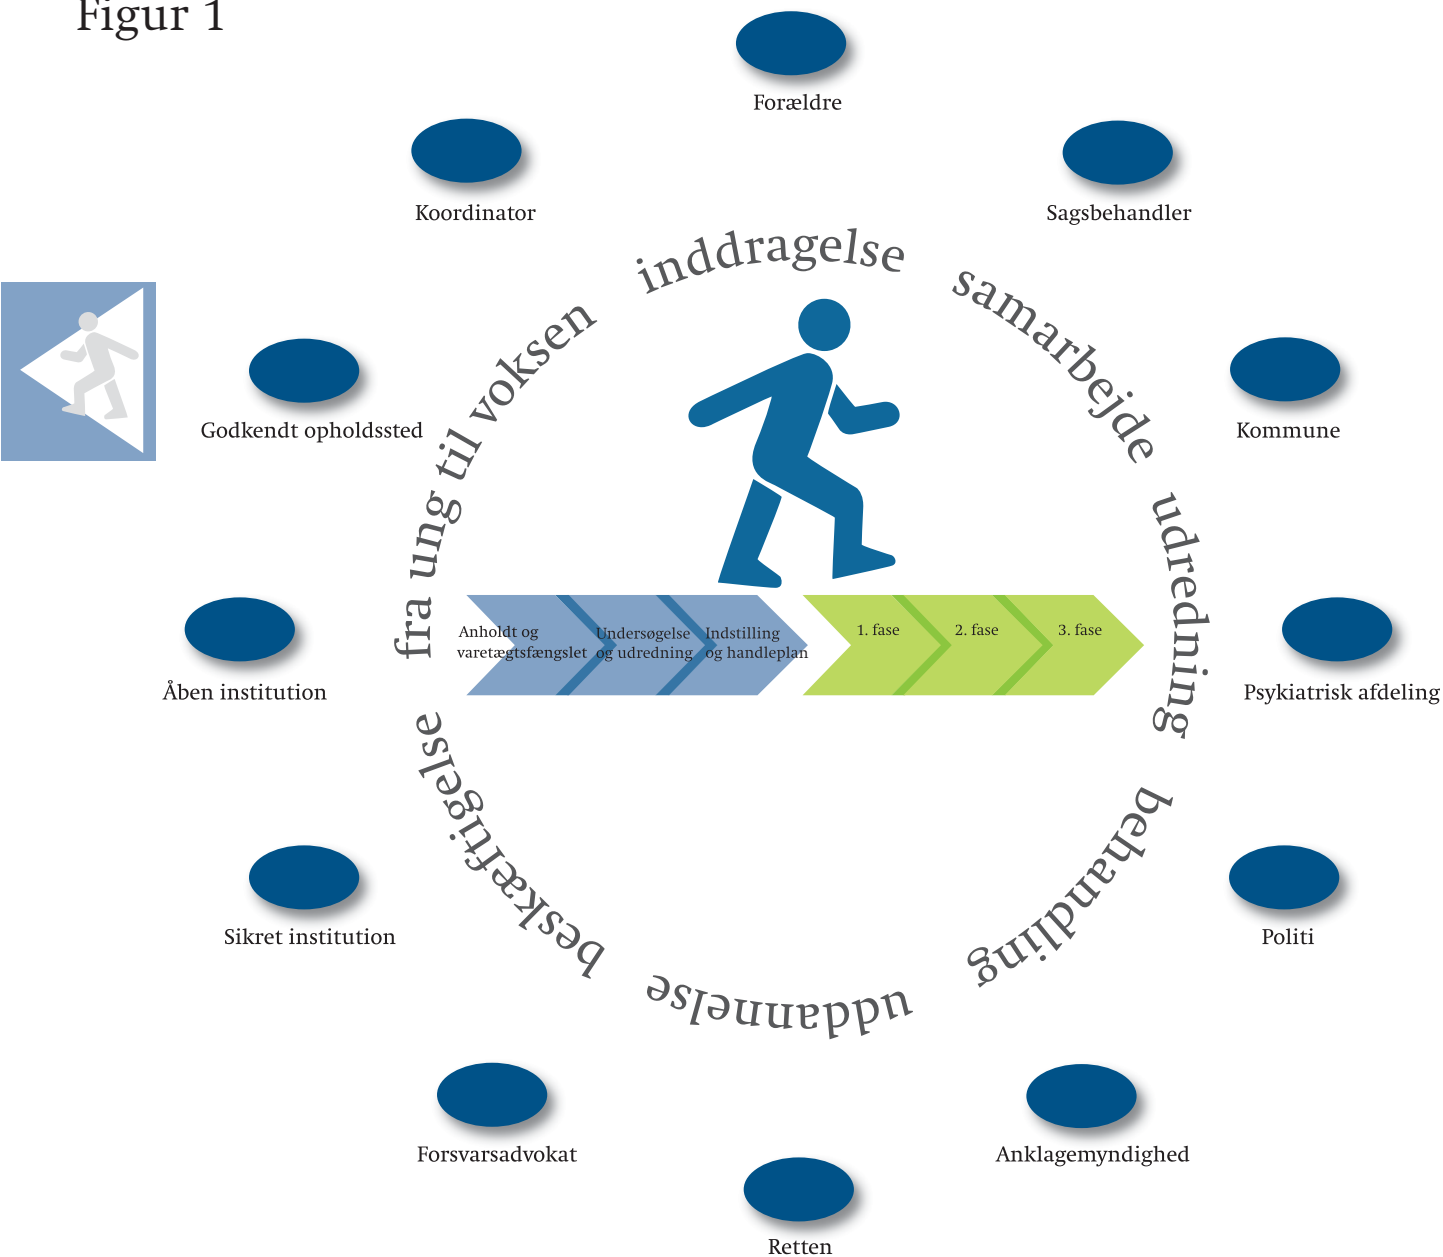 Figur 1
Forældre
Koordinator
Sagsbehandler
inddragelse
samarbejde
fra ung til voksen
Godkendt opholdssted
Kommune
udredning
Anholdt og
varetægtsfængslet
Undersøgelse
og udredning
Indstilling
og handleplan
1. fase
2. fase
3. fase
Åben institution
Psykiatrisk afdeling
beskæftigelse
behandling
Sikret institution
Politi
uddannelse
Forsvarsadvokat
Anklagemyndighed
Retten